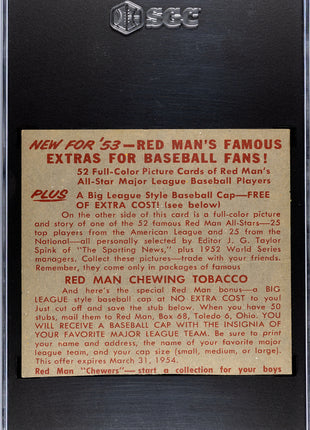 SGC
NEW FOR '53—RED MAN'S FAMOUS
EXTRAS FOR BASEBALL FANS!
52 Full-Color Picture Cards of Red Man's
All-Star Major League Baseball Players
PLUS
A Big League Style Baseball Cap—FREE
OF EXTRA COST! (see below)
On the other side of this card is a full-color picture
and story of one of the 52 famous Red Man All-Stars—25
top players from the American League and 25 from the
National—all personally selected by Editor J. G. Taylor
Spink of "The Sporting News," plus 1952 World Series
managers. Collect these pictures—trade with your friends.
Remember, they come only in packages of famous
RED MAN CHEWING TOBACCO
And here's the special Red Man bonus—a BIG
LEAGUE style baseball cap at NO EXTRA COST to you!
Just cut off and save the stub below. When you have 50
stubs, mail them to Red Man, Box 68, Toledo 6, Ohio. YOU
WILL RECEIVE A BASEBALL CAP WITH THE INSIGNIA OF
YOUR FAVORITE MAJOR LEAGUE TEAM. Be sure to print
your name and address, the name of your favorite major
league team, and your cap size (small, medium, or large).
This offer expires March 31, 1954.
Red Man "Chewers"—start a collection for your boys